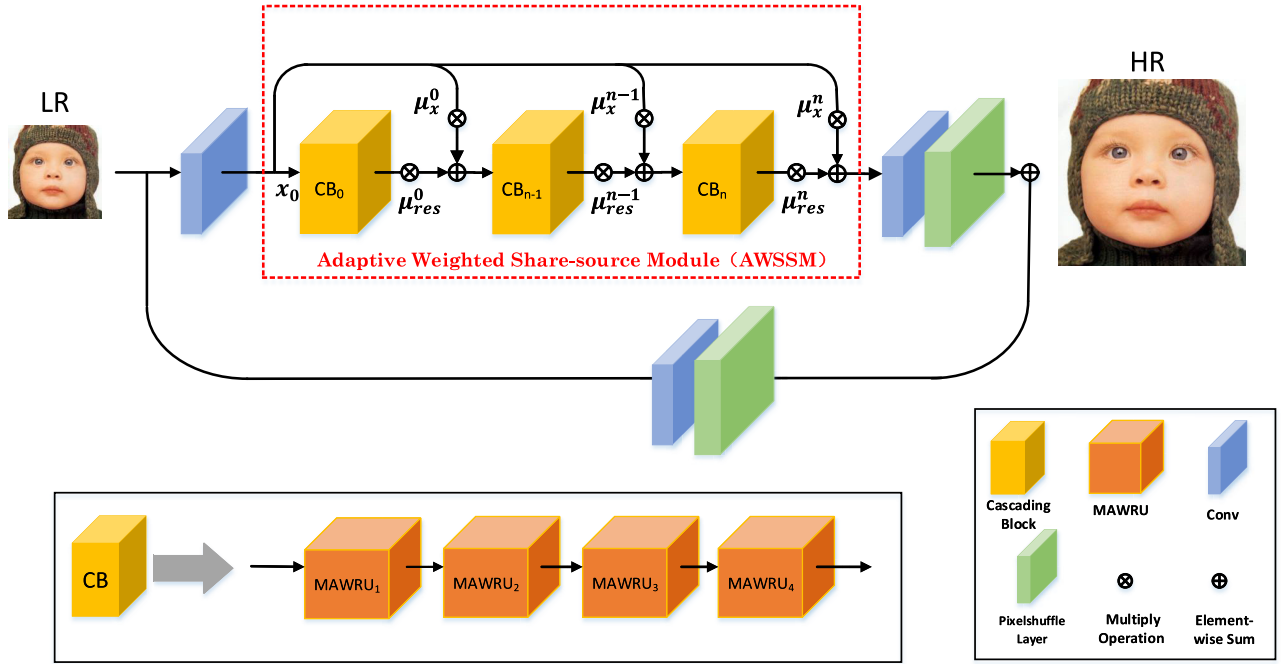 LR
HR
μ_x^0
μ_x^{n-1}
μ_x^n
x_0
CB_0
μ_res^0
CB_{n-1}
μ_res^{n-1}
CB_n
μ_res^n
Adaptive Weighted Share-source Module（AWSSM）
CB
MAWRU_1
MAWRU_2
MAWRU_3
MAWRU_4
Cascading
Block
MAWRU
Conv
Pixelshuffle
Layer
Multiply
Operation
Element-
wise Sum